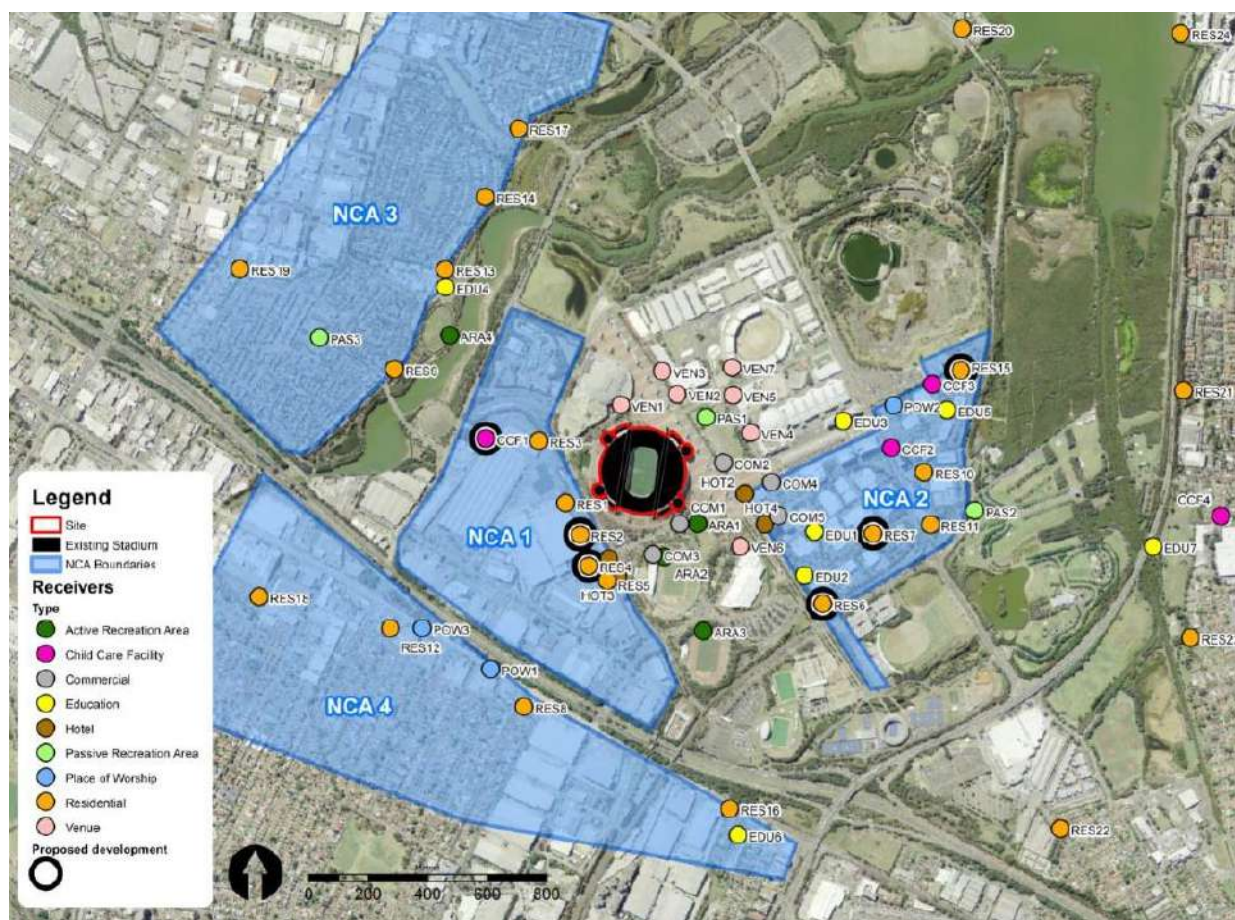 RES20
RES24
RES17
RES14
NCA 3
RES19
RES13
EDU4
PAS3
ARA4
VEN3
VEN7
RES15
CCF3
VEN2
VEN5
RES21
VEN1
PAS1
POW2
EDU5
EDU3
VEN4
CCF1
RES3
CCF2
COM2
RES10
HOT2
COM4
NCA 2
RES1
HOT4
COM5
PAS2
CCF4
NCA 1
RES2
COM1
ARA1
EDU1
RES7
RES11
VEN6
EDU7
COM3
RES4
ARA2
RES5
EDU2
RES18
RES6
POW3
RES12
ARA3
POW1
NCA 4
RES8
RES16
EDU6
RES22
Legend
Site
Existing Stadium
NCA Boundaries
Receivers
Type
Active Recreation Area
Child Care Facility
Commercial
Education
Hotel
Passive Recreation Area
Place of Worship
Residential
Venue
Proposed development
0 200 400 600 800